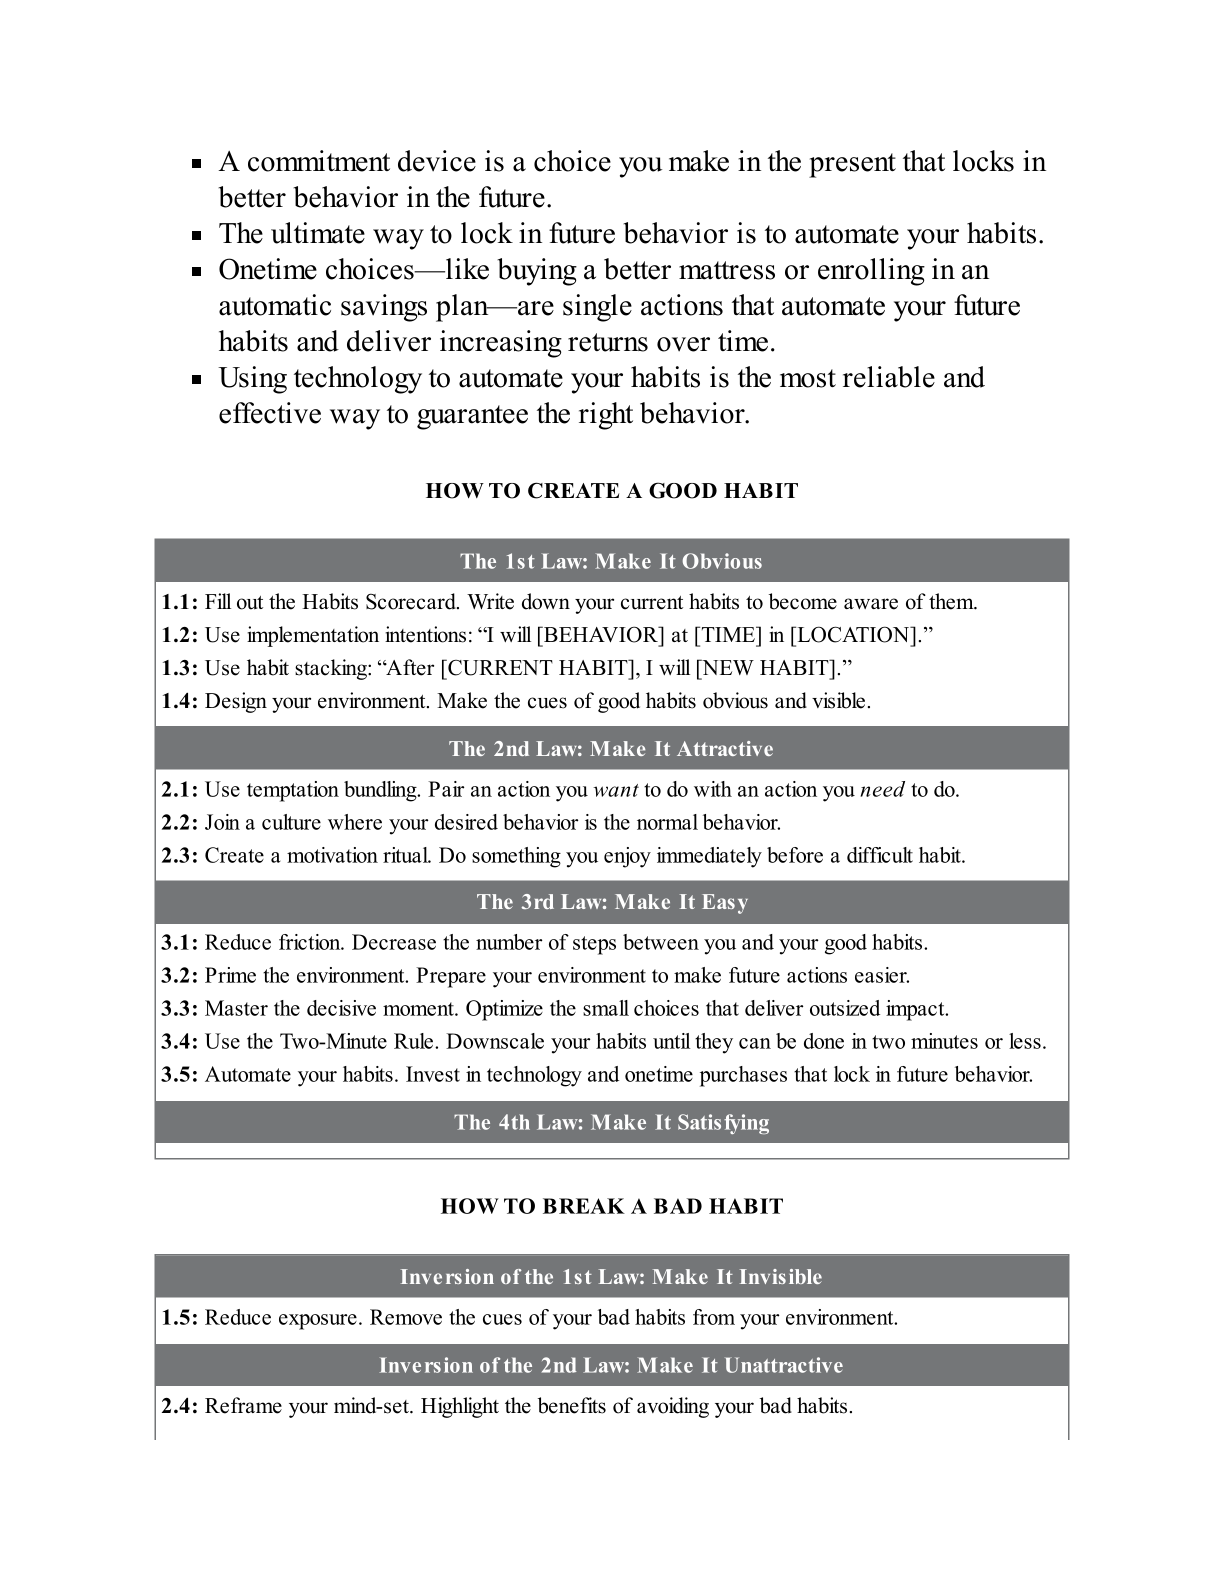 ▪ A commitment device is a choice you make in the present that locks in
better behavior in the future.
▪ The ultimate way to lock in future behavior is to automate your habits.
▪ Onetime choices—like buying a better mattress or enrolling in an
automatic savings plan—are single actions that automate your future
habits and deliver increasing returns over time.
▪ Using technology to automate your habits is the most reliable and
effective way to guarantee the right behavior.
HOW TO CREATE A GOOD HABIT
The 1st Law: Make It Obvious
1.1: Fill out the Habits Scorecard. Write down your current habits to become aware of them.
1.2: Use implementation intentions: “I will [BEHAVIOR] at [TIME] in [LOCATION].”
1.3: Use habit stacking: “After [CURRENT HABIT], I will [NEW HABIT].”
1.4: Design your environment. Make the cues of good habits obvious and visible.
The 2nd Law: Make It Attractive
2.1: Use temptation bundling. Pair an action you want to do with an action you need to do.
2.2: Join a culture where your desired behavior is the normal behavior.
2.3: Create a motivation ritual. Do something you enjoy immediately before a difficult habit.
The 3rd Law: Make It Easy
3.1: Reduce friction. Decrease the number of steps between you and your good habits.
3.2: Prime the environment. Prepare your environment to make future actions easier.
3.3: Master the decisive moment. Optimize the small choices that deliver outsized impact.
3.4: Use the Two-Minute Rule. Downscale your habits until they can be done in two minutes or less.
3.5: Automate your habits. Invest in technology and onetime purchases that lock in future behavior.
The 4th Law: Make It Satisfying
HOW TO BREAK A BAD HABIT
Inversion of the 1st Law: Make It Invisible
1.5: Reduce exposure. Remove the cues of your bad habits from your environment.
Inversion of the 2nd Law: Make It Unattractive
2.4: Reframe your mind-set. Highlight the benefits of avoiding your bad habits.